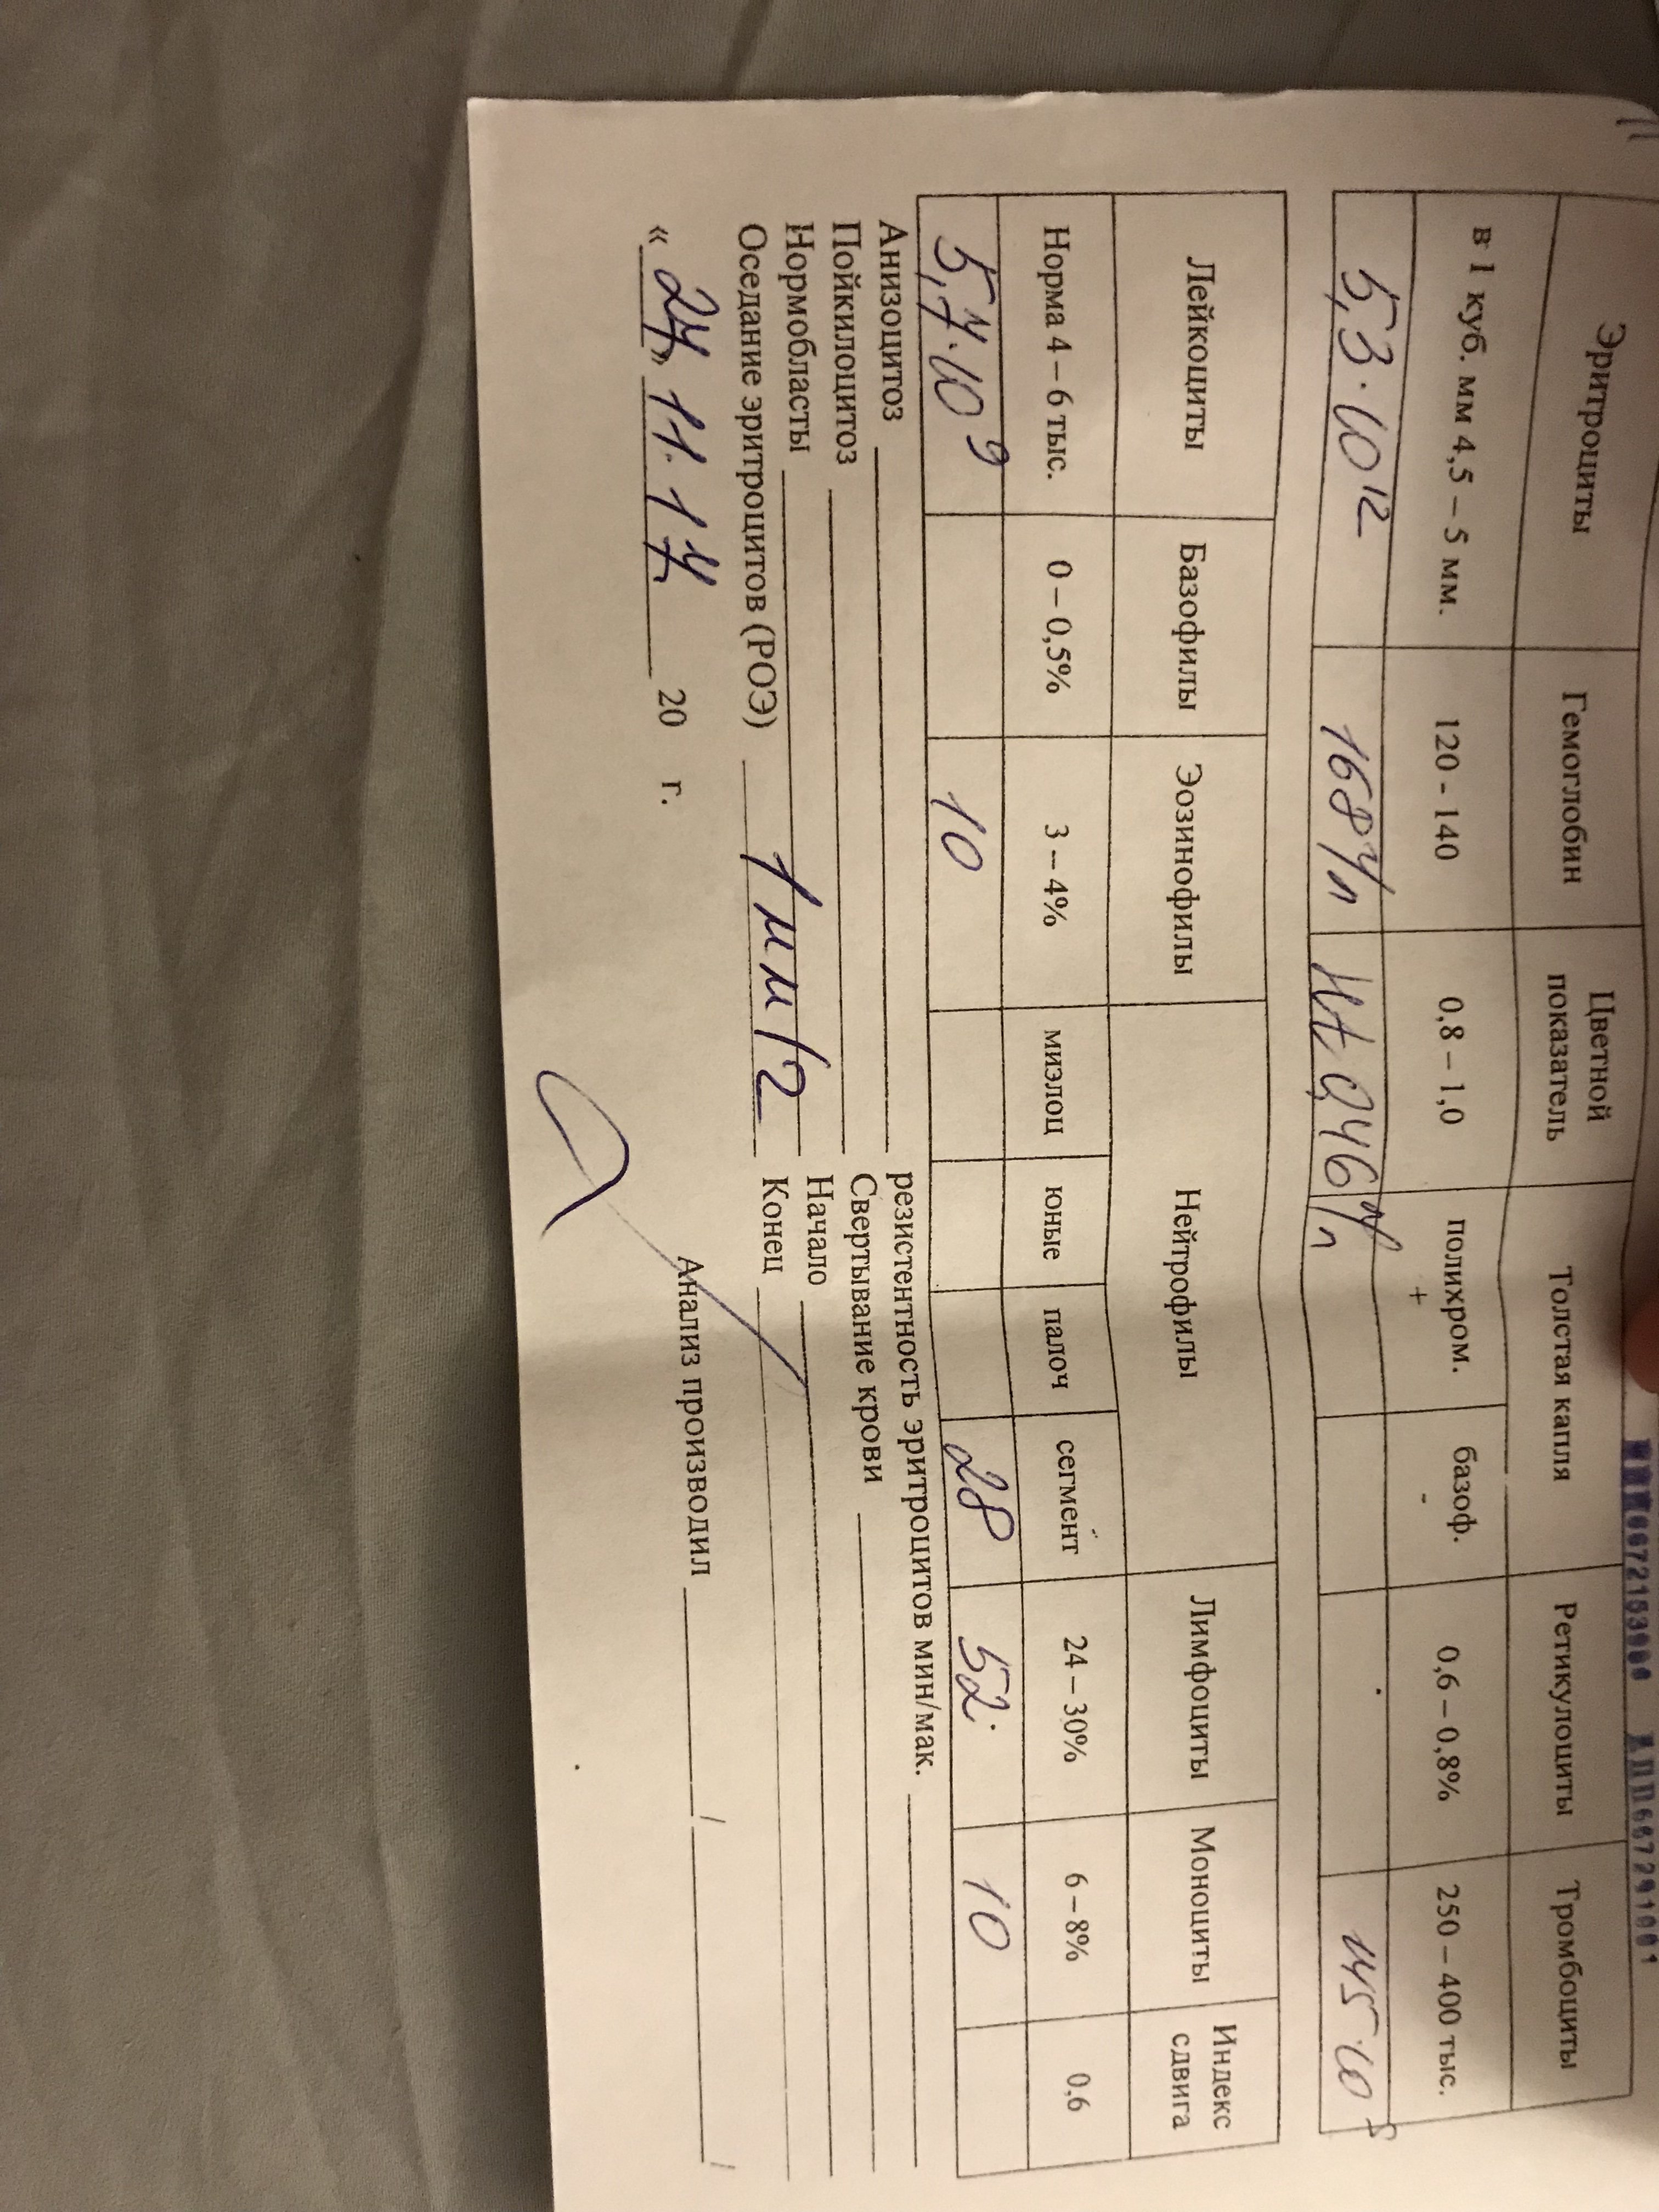 Эритроциты Гемоглобин Цветной показатель Толстая капля Ретикулоциты Тромбоциты
в 1 куб. мм 4,5 – 5 мм. 120 - 140 0,8 – 1,0 полихром. + базоф. - 0,6 – 0,8% 250 – 400 тыс.
5,3·10¹² 168 г/л Ht 0,46 л/л 145·10⁹
Лейкоциты Базофилы Эозинофилы Нейтрофилы Лимфоциты Моноциты Индекс сдвига
Норма 4 – 6 тыс. 0 – 0,5% 3 – 4% миэлоц юные палоч сегмент 24 – 30% 6 – 8% 0,6
5,7·10⁹ 10 28 52 10
Анизоцитоз резистентность эритроцитов мин/мак.
Пойкилоцитоз Свертывание крови
Нормобласты Начало
Оседание эритроцитов (РОЭ) 1 мм/г Конец
« 27 » 11.17 20 г. Анализ производил / /